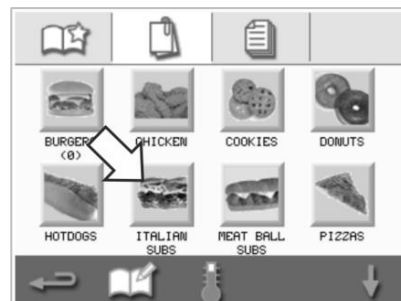 BURGERS CHICKEN COOKIES DONUTS
(0)
HOTDOGS ITALIAN MEAT BALL PIZZAS
SUBS SUBS